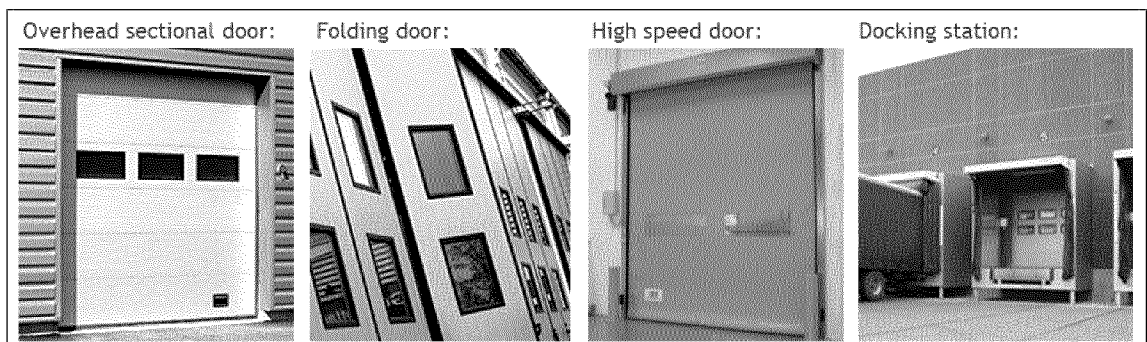 Overhead sectional door:
Folding door:
High speed door:
Docking station: